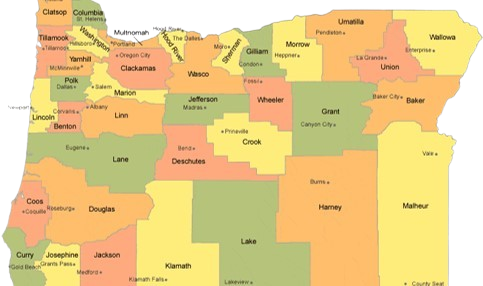 Clatsop
Columbia
St. Helens
Tillamook
Tillamook
Washington
Hillsboro
Multnomah
Portland
Hood River
Hood River
The Dalles
Sherman
Moro
Gilliam
Condon
Morrow
Heppner
Umatilla
Pendleton
Wallowa
Enterprise
La Grande
Union
Yamhill
McMinnville
Oregon City
Clackamas
Wasco
Fossil
Wheeler
Polk
Dallas
Salem
Marion
Jefferson
Madras
Grant
Canyon City
Baker City
Baker
Lincoln
Corvallis
Benton
Albany
Linn
Prineville
Crook
Eugene
Lane
Bend
Deschutes
Vale
Burns
Coos
Coquille
Roseburg
Douglas
Harney
Malheur
Curry
Gold Beach
Josephine
Grants Pass
Jackson
Medford
Klamath
Klamath Falls
Lake
Lakeview
County Seat